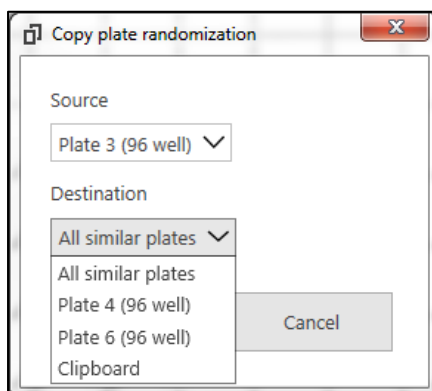 Copy plate randomization
Source
Plate 3 (96 well)
Destination
All similar plates
All similar plates
Plate 4 (96 well)
Plate 6 (96 well)
Clipboard
Cancel